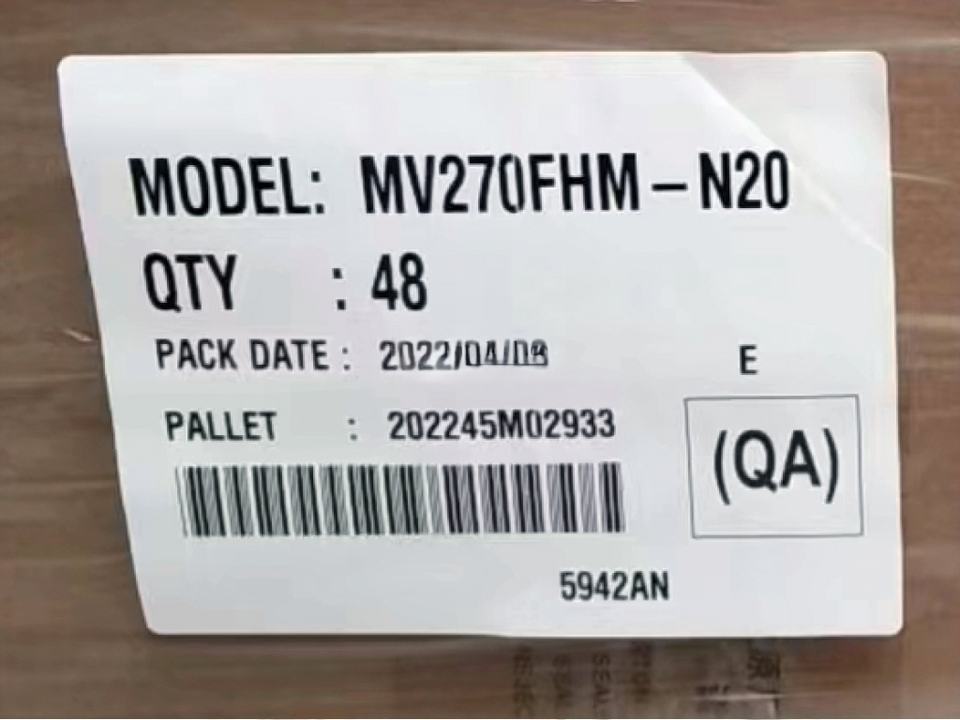 MODEL: MV270FHM-N20
QTY : 48
PACK DATE : 2022/04/08
E
PALLET : 202245M02933
(QA)
5942AN